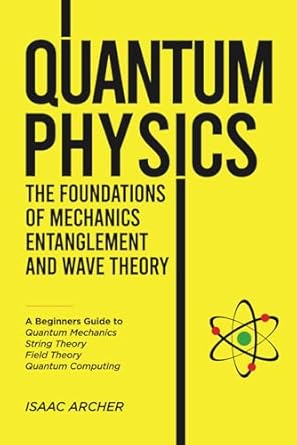 QUANTUM
PHYSICS
THE FOUNDATIONS
OF MECHANICS
ENTANGLEMENT
AND WAVE THEORY
A Beginners Guide to
Quantum Mechanics
String Theory
Field Theory
Quantum Computing
ISAAC ARCHER